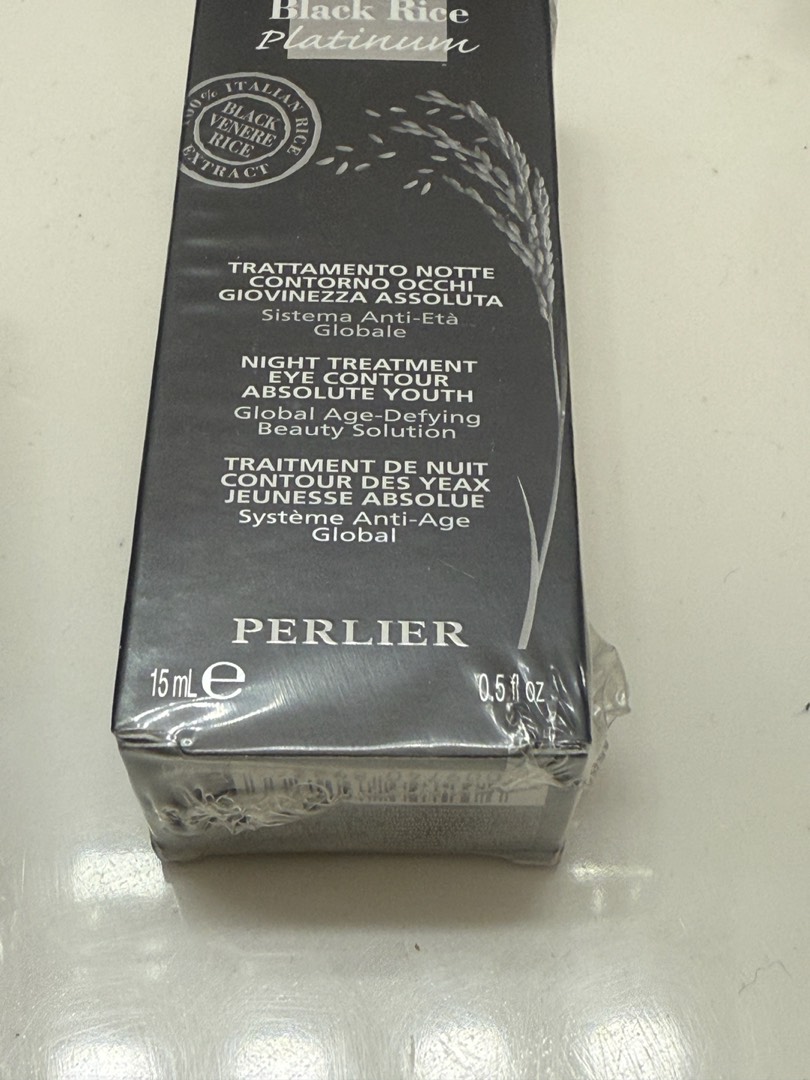 Black Rice
Platinum
100% ITALIAN RICE EXTRACT
BLACK
VENERE
RICE
TRATTAMENTO NOTTE
CONTORNO OCCHI
GIOVINEZZA ASSOLUTA
Sistema Anti-Età
Globale
NIGHT TREATMENT
EYE CONTOUR
ABSOLUTE YOUTH
Global Age-Defying
Beauty Solution
TRAITMENT DE NUIT
CONTOUR DES YEAX
JEUNESSE ABSOLUE
Système Anti-Age
Global
PERLIER
15 mL e
0.5 fl oz